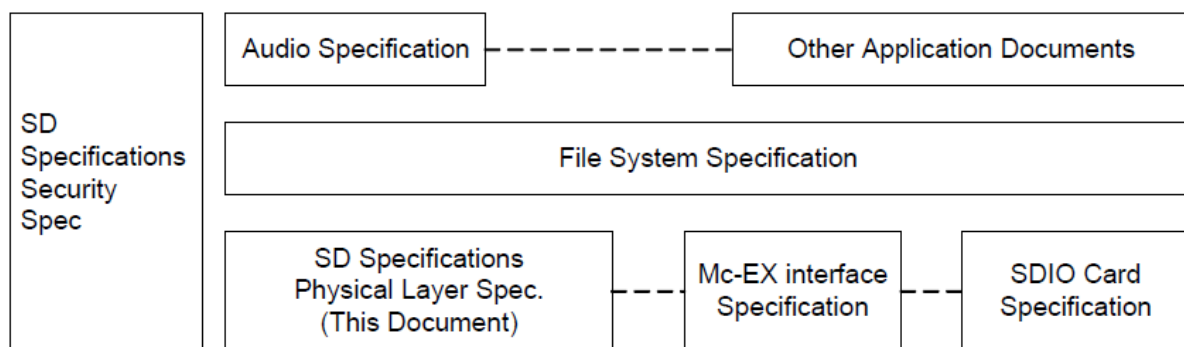 SD
Specifications
Security
Spec
Audio Specification
Other Application Documents
File System Specification
SD Specifications
Physical Layer Spec.
(This Document)
Mc-EX interface
Specification
SDIO Card
Specification